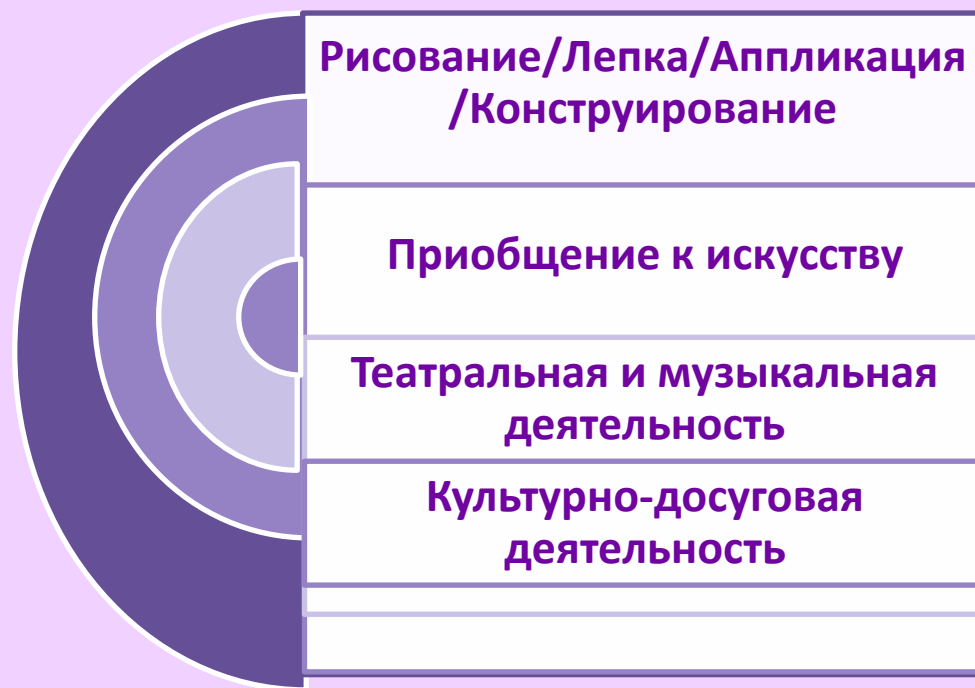 Рисование/Лепка/Аппликация
/Конструирование
Приобщение к искусству
Театральная и музыкальная
деятельность
Культурно-досуговая
деятельность